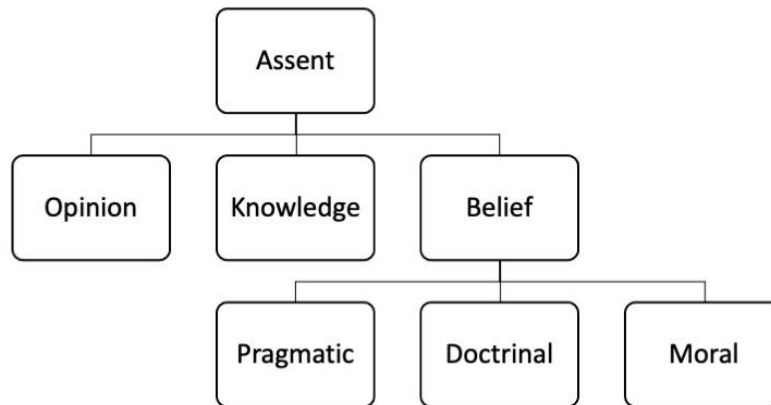 Assent
Opinion
Knowledge
Belief
Pragmatic
Doctrinal
Moral